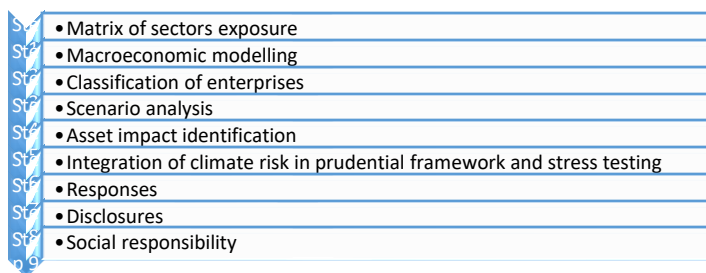 • Matrix of sectors exposure
• Macroeconomic modelling
• Classification of enterprises
• Scenario analysis
• Asset impact identification
• Integration of climate risk in prudential framework and stress testing
• Responses
• Disclosures
• Social responsibility